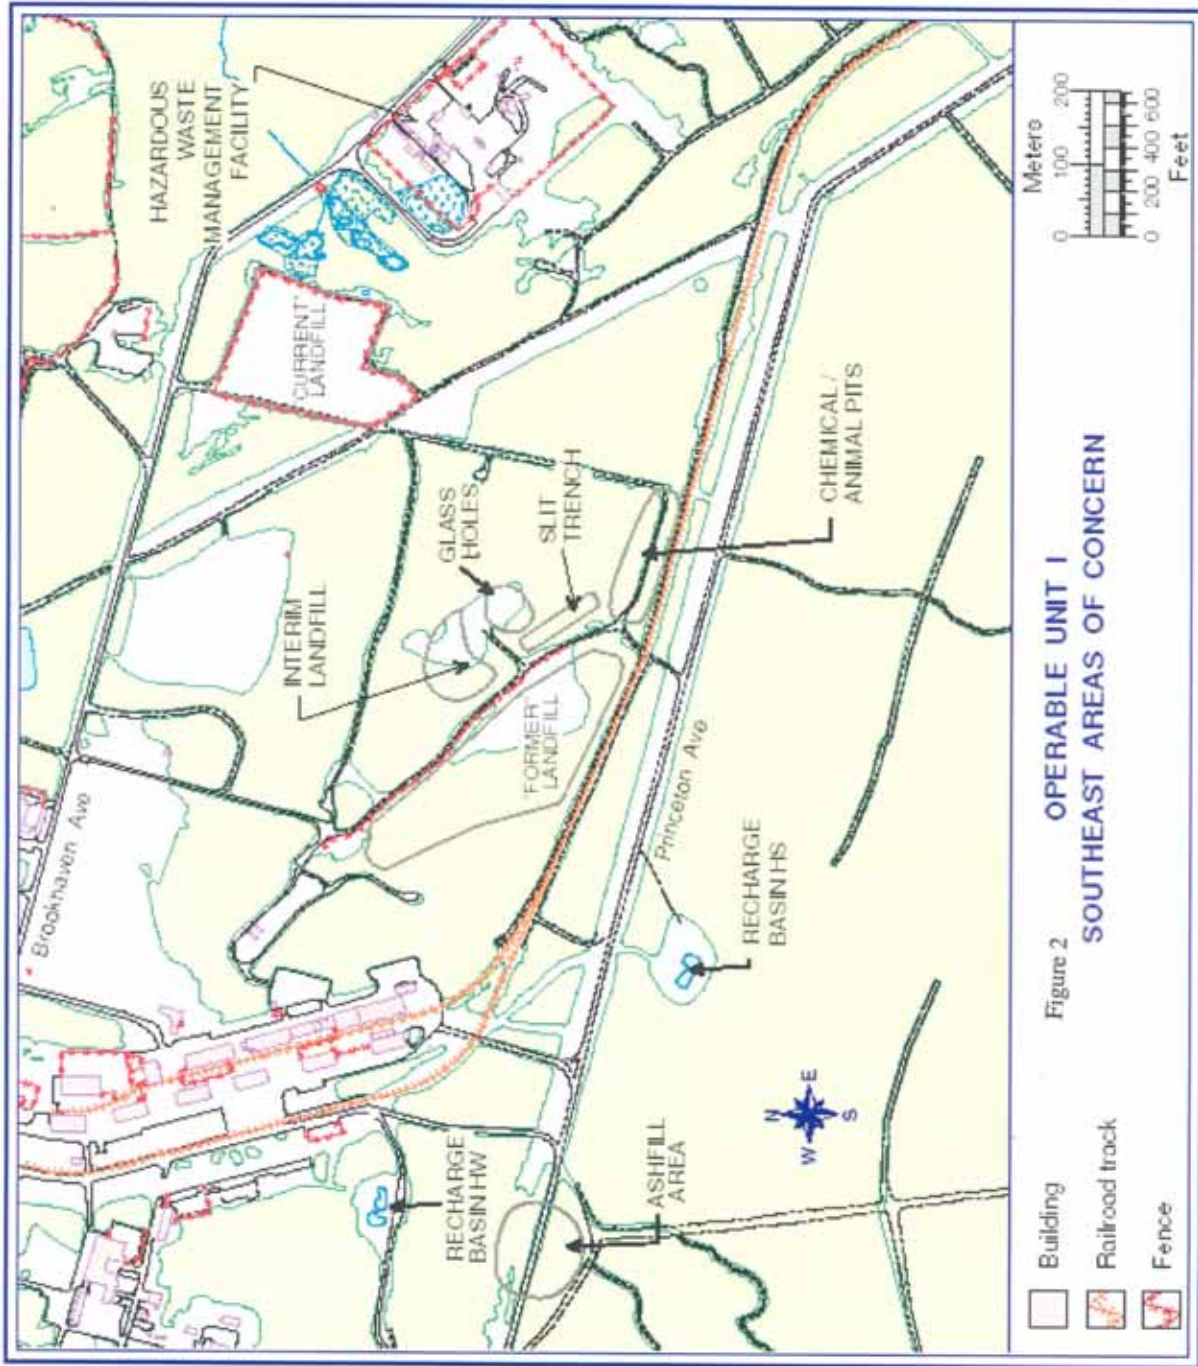 HAZARDOUS
WASTE
MANAGEMENT
FACILITY
"CURRENT"
LANDFILL
Brookhaven Ave
INTERIM
LANDFILL
GLASS
HOLES
SLIT
TRENCH
"FORMER"
LANDFILL
CHEMICAL /
ANIMAL PITS
Princeton Ave
RECHARGE
BASIN HS
RECHARGE
BASIN HW
ASHFILL
AREA
N
W E
S
Building
Railroad track
Fence
Figure 2 OPERABLE UNIT I
SOUTHEAST AREAS OF CONCERN
Meters
0 100 200
0 200 400 600
Feet